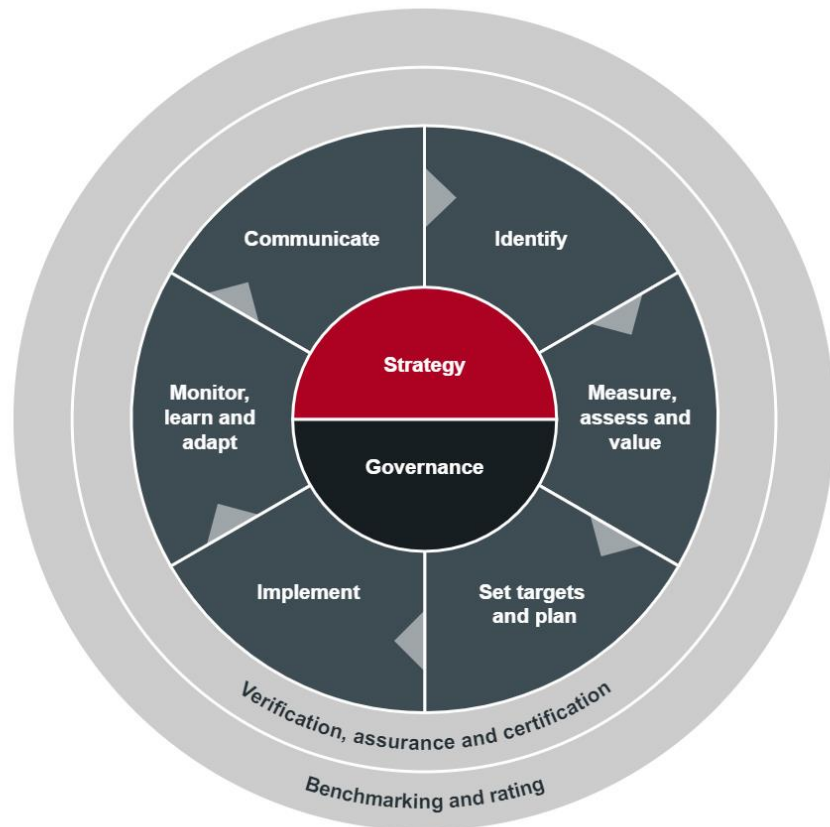 Communicate
Identify
Strategy
Monitor,
learn and
adapt
Measure,
assess and
value
Governance
Implement
Set targets
and plan
Verification, assurance and certification
Benchmarking and rating